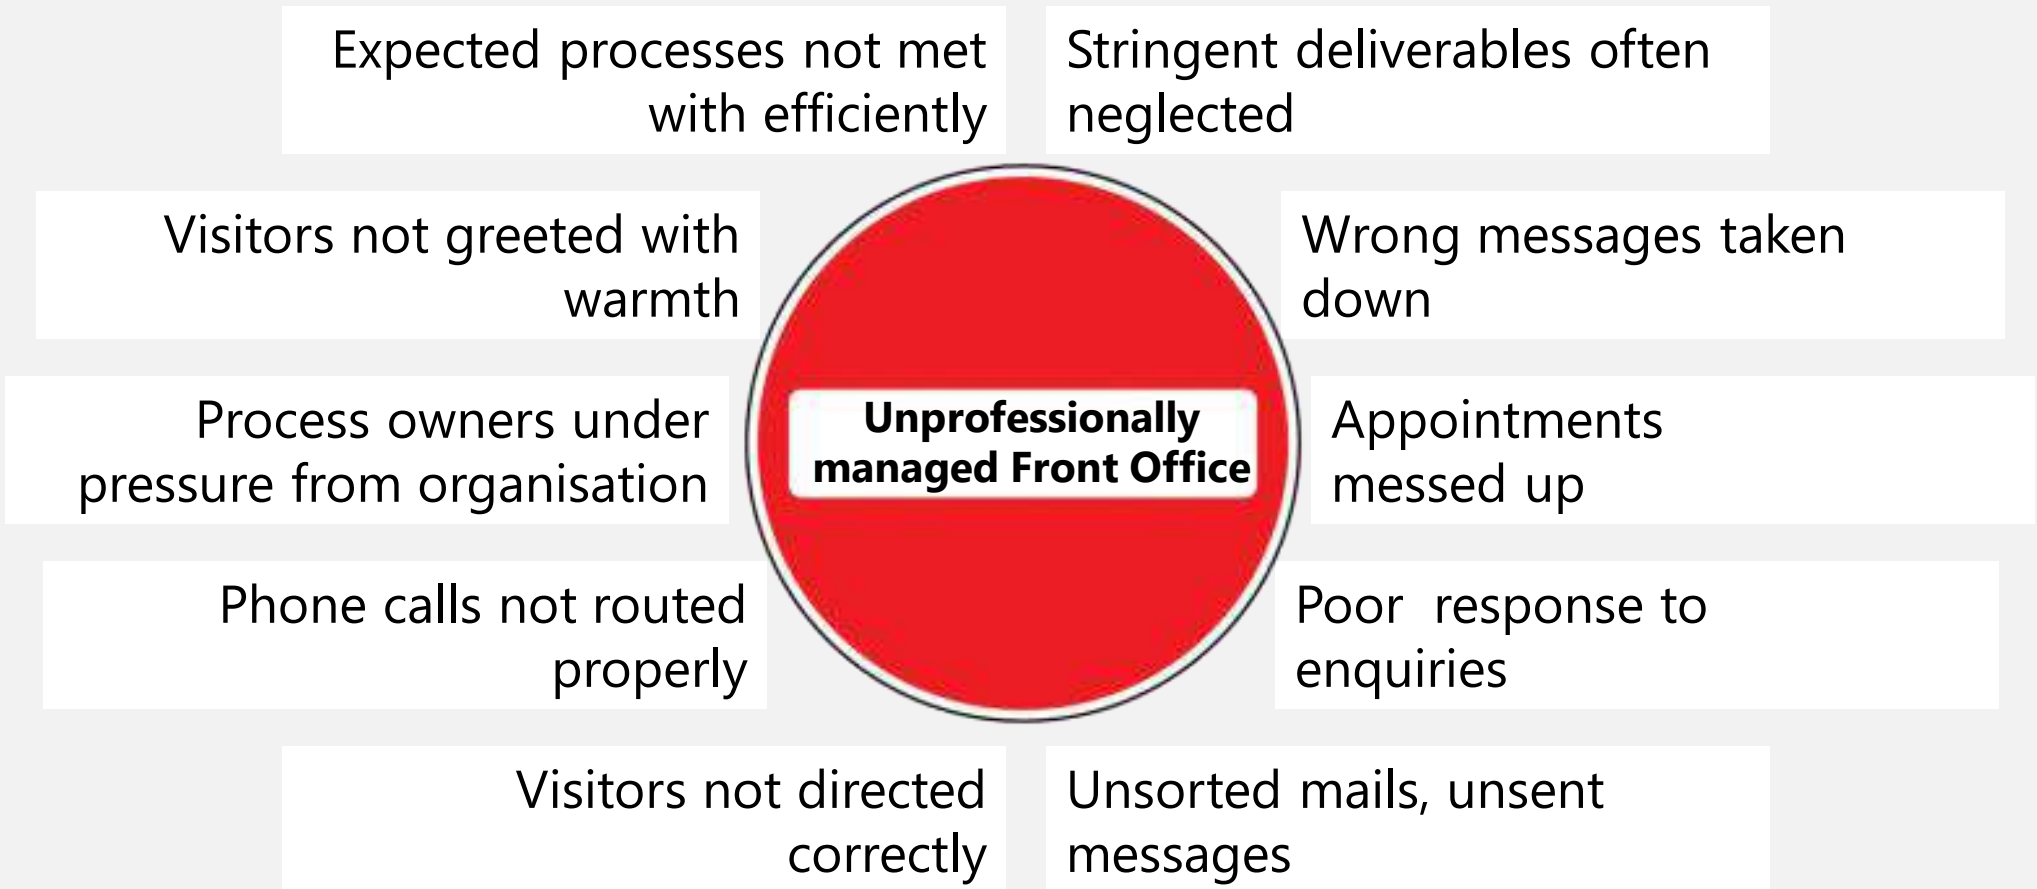 Expected processes not met
with efficiently
Stringent deliverables often
neglected
Visitors not greeted with
warmth
Wrong messages taken
down
Process owners under
pressure from organisation
Unprofessionally
managed Front Office
Appointments
messed up
Phone calls not routed
properly
Poor  response to
enquiries
Visitors not directed
correctly
Unsorted mails, unsent
messages